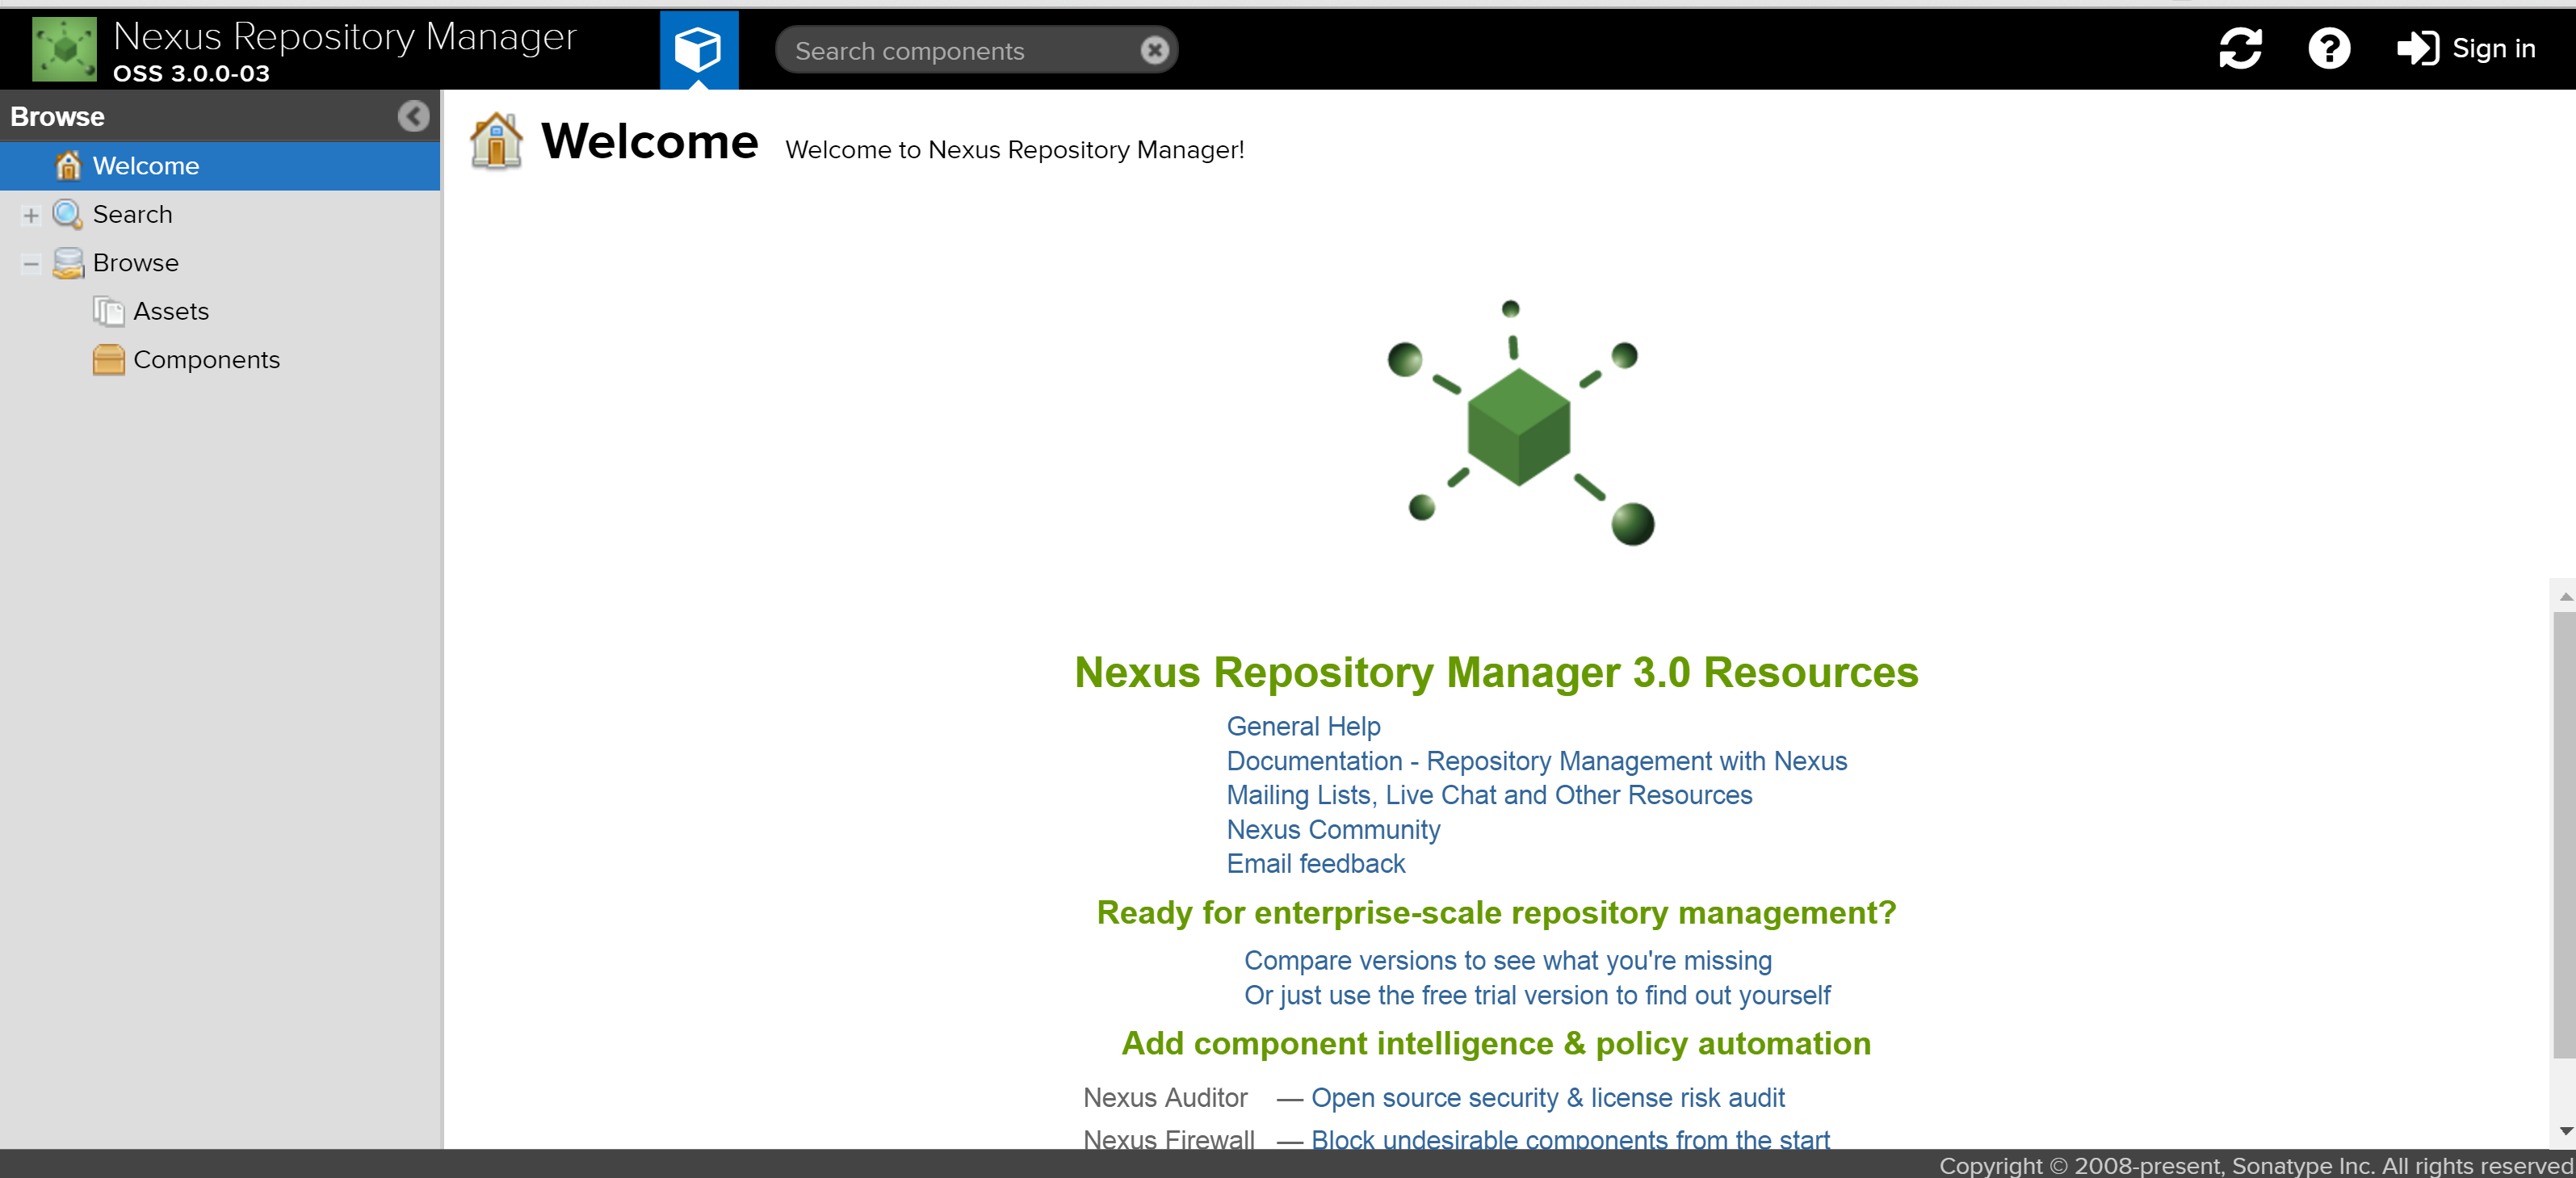 Nexus Repository Manager
OSS 3.0.0-03
Search components
Sign in
Browse
Welcome
Search
Browse
Assets
Components
Welcome Welcome to Nexus Repository Manager!
Nexus Repository Manager 3.0 Resources
General Help
Documentation - Repository Management with Nexus
Mailing Lists, Live Chat and Other Resources
Nexus Community
Email feedback
Ready for enterprise-scale repository management?
Compare versions to see what you're missing
Or just use the free trial version to find out yourself
Add component intelligence & policy automation
Nexus Auditor — Open source security & license risk audit
Nexus Firewall — Block undesirable components from the start
Copyright © 2008-present, Sonatype Inc. All rights reserved